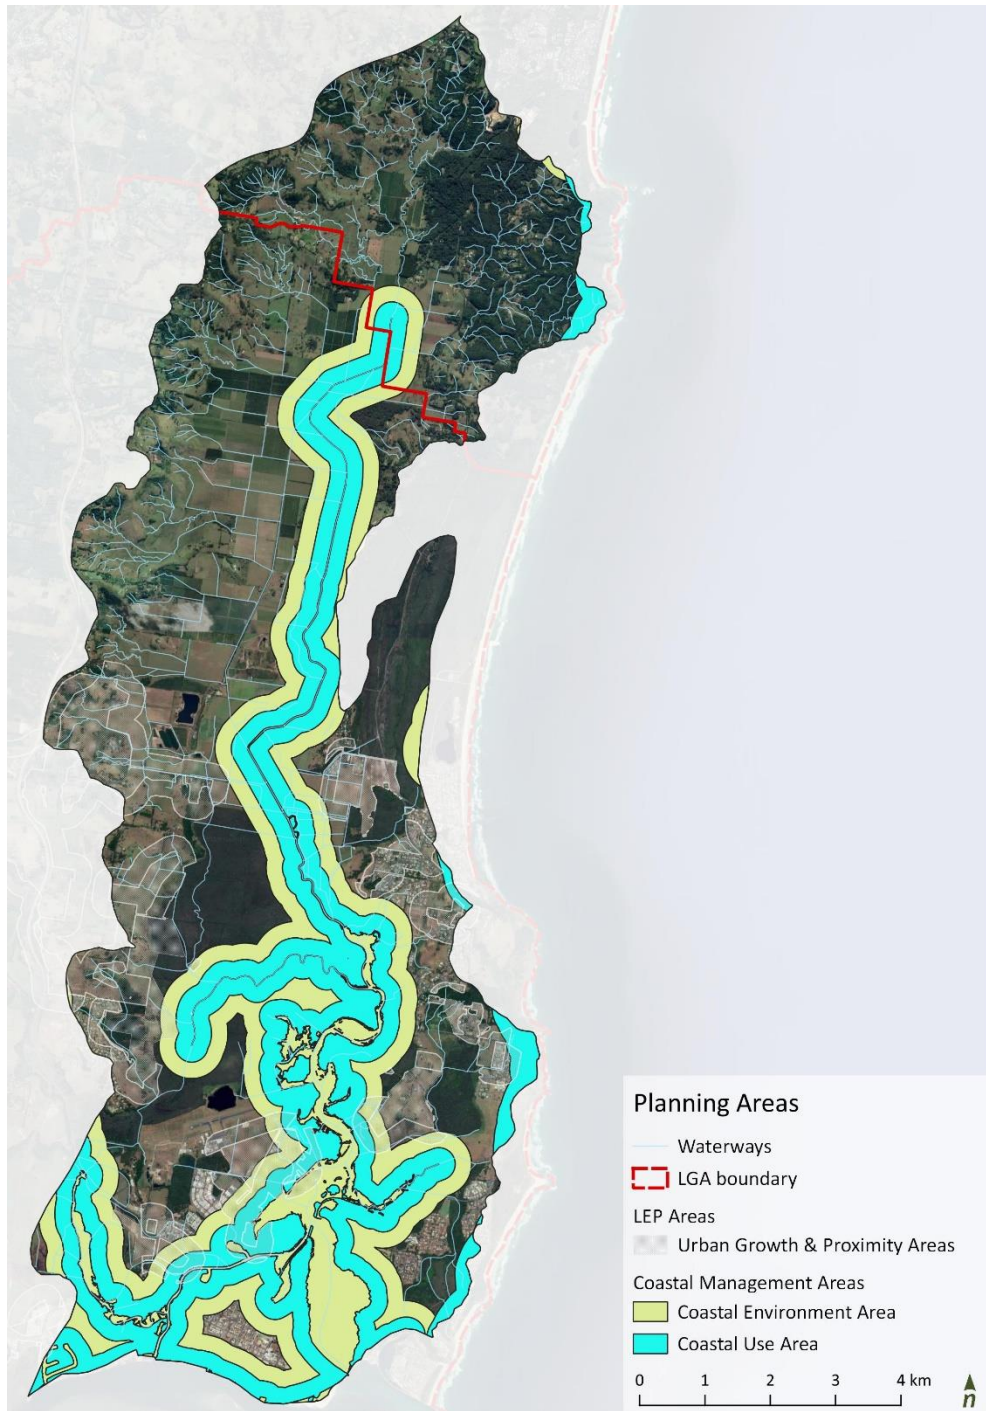 Planning Areas
Waterways
LGA boundary
LEP Areas
Urban Growth & Proximity Areas
Coastal Management Areas
Coastal Environment Area
Coastal Use Area
0 1 2 3 4 km
n